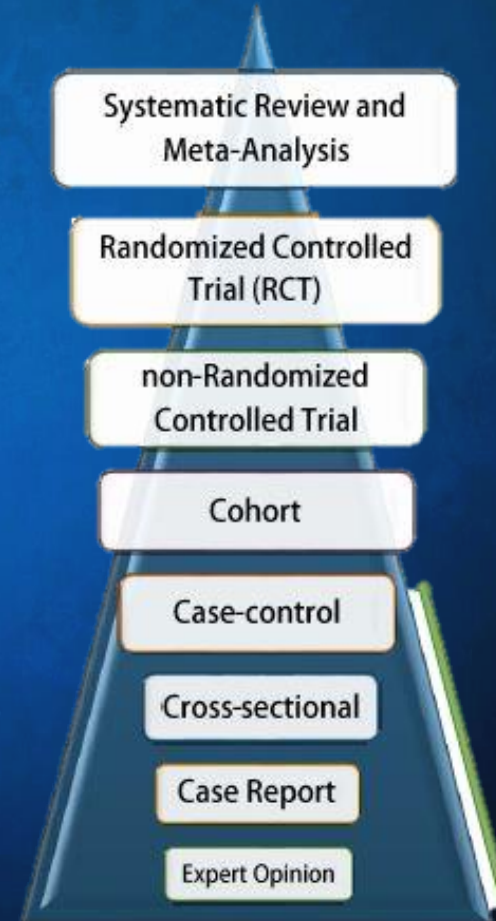 Systematic Review and
Meta-Analysis
Randomized Controlled
Trial (RCT)
non-Randomized
Controlled Trial
Cohort
Case-control
Cross-sectional
Case Report
Expert Opinion